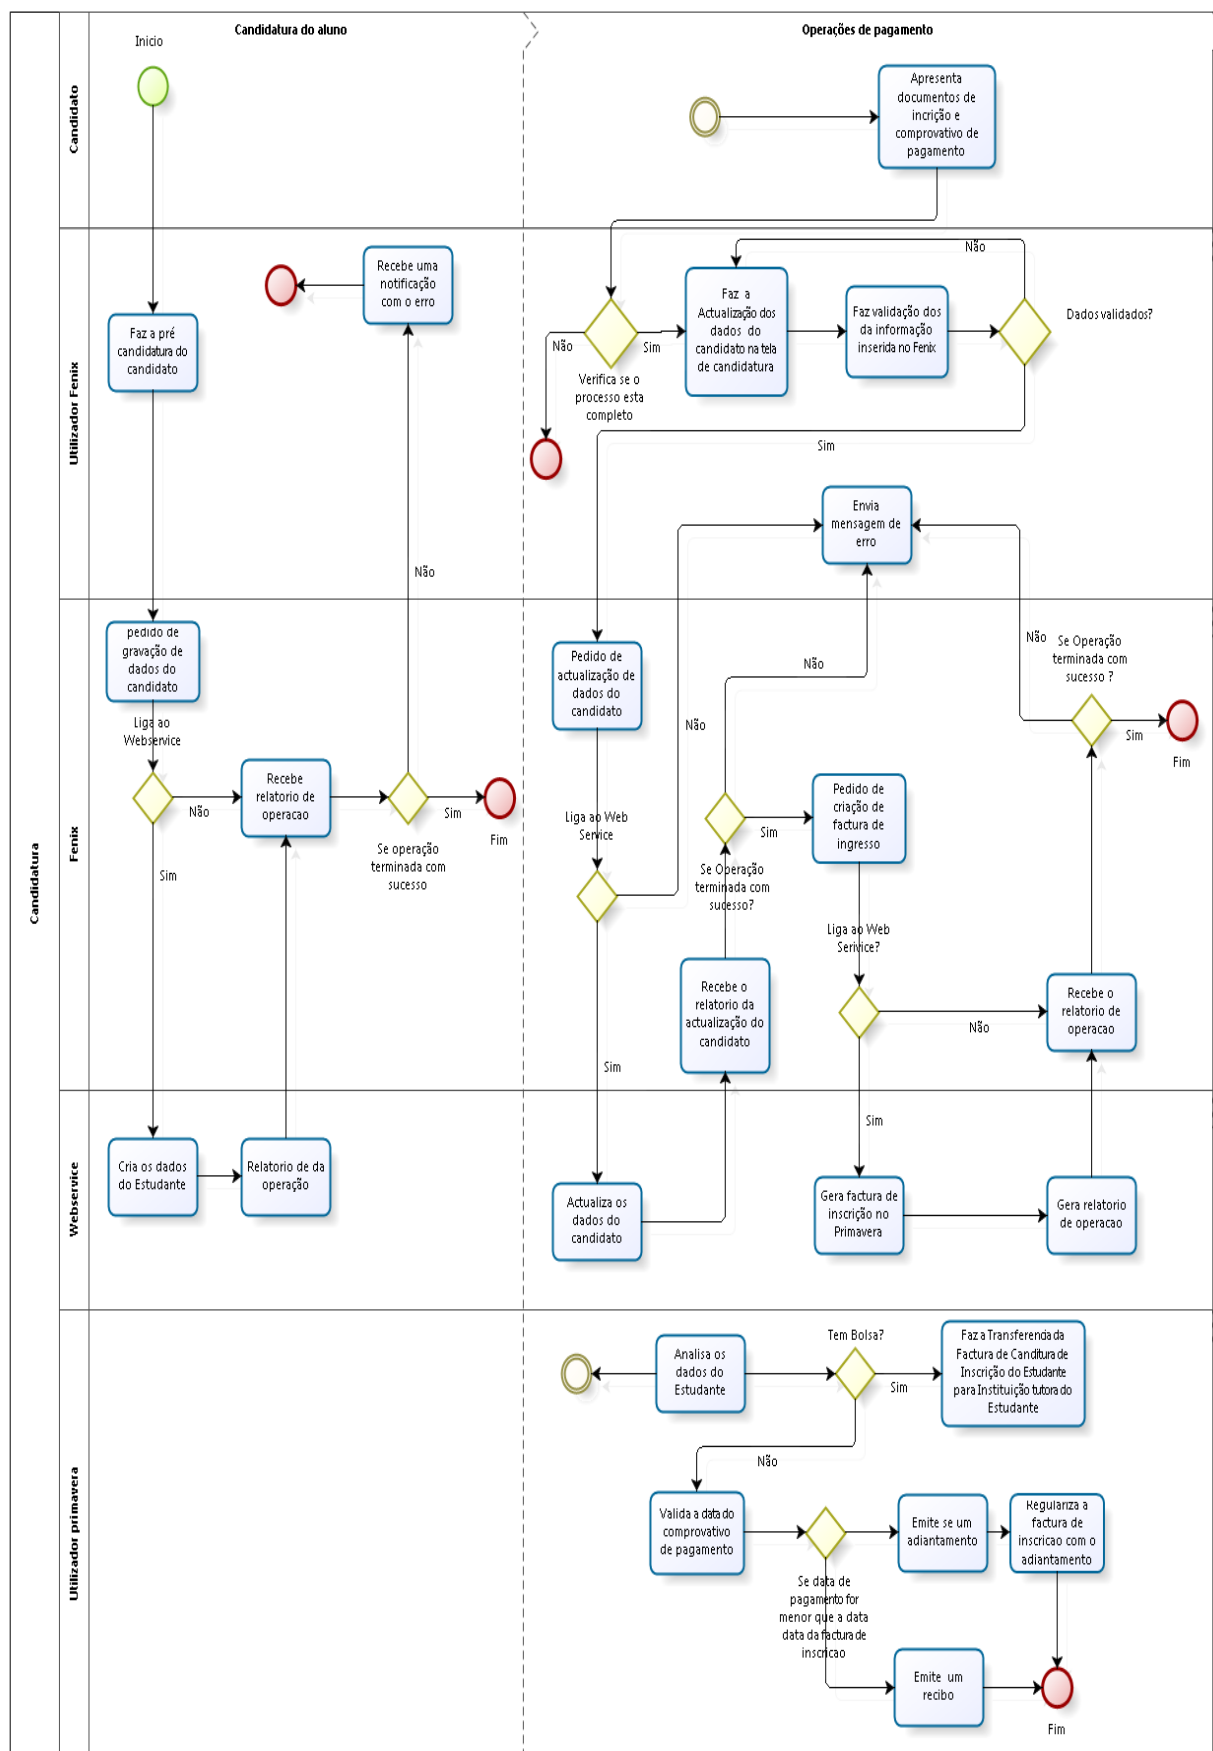 Candidatura do aluno
Operações de pagamento
Candidatura
Candidato
Inicio
Apresenta
documentos de
incrição e
comprovativo de
pagamento
Utilizador Fenix
Recebe uma
notificação
com o erro
Faz a pré
candidatura do
candidato
Não
Não
Sim
Verifica se o
processo esta
completo
Faz a
Actualização dos
dados do
candidato na tela
de candidatura
Faz validação dos
da informação
inserida no Fenix
Não
Dados validados?
Sim
Envia
mensagem de
erro
Fenix
pedido de
gravação de
dados do
candidato
Liga ao
Webservice
Não
Sim
Recebe
relatorio de
operacao
Sim
Fim
Se operação
terminada com
sucesso
Pedido de
actualização de
dados do
candidato
Liga ao Web
Service
Não
Sim
Não
Sim
Se Operação
terminada com
sucesso?
Recebe o
relatorio da
actualização do
candidato
Pedido de
criação de
factura de
ingresso
Liga ao Web
Serivice?
Não
Sim
Não
Se Operação
terminada com
sucesso ?
Sim
Fim
Recebe o
relatorio de
operacao
Webservice
Cria os dados
do Estudante
Relatorio de da
operação
Actualiza os
dados do
candidato
Gera factura de
inscrição no
Primavera
Gera relatorio
de operacao
Utilizador primavera
Analisa os
dados do
Estudante
Tem Bolsa?
Sim
Não
Faz a Transferencia da
Factura de Canditura de
Inscrição do Estudante
para Instituição tutora do
Estudante
Valida a data do
comprovativo
de pagamento
Se data de
pagamento for
menor que a data
data da factura de
inscricao
Emite se um
adiantamento
Regulariza a
factura de
inscricao com o
adiantamento
Emite um
recibo
Fim